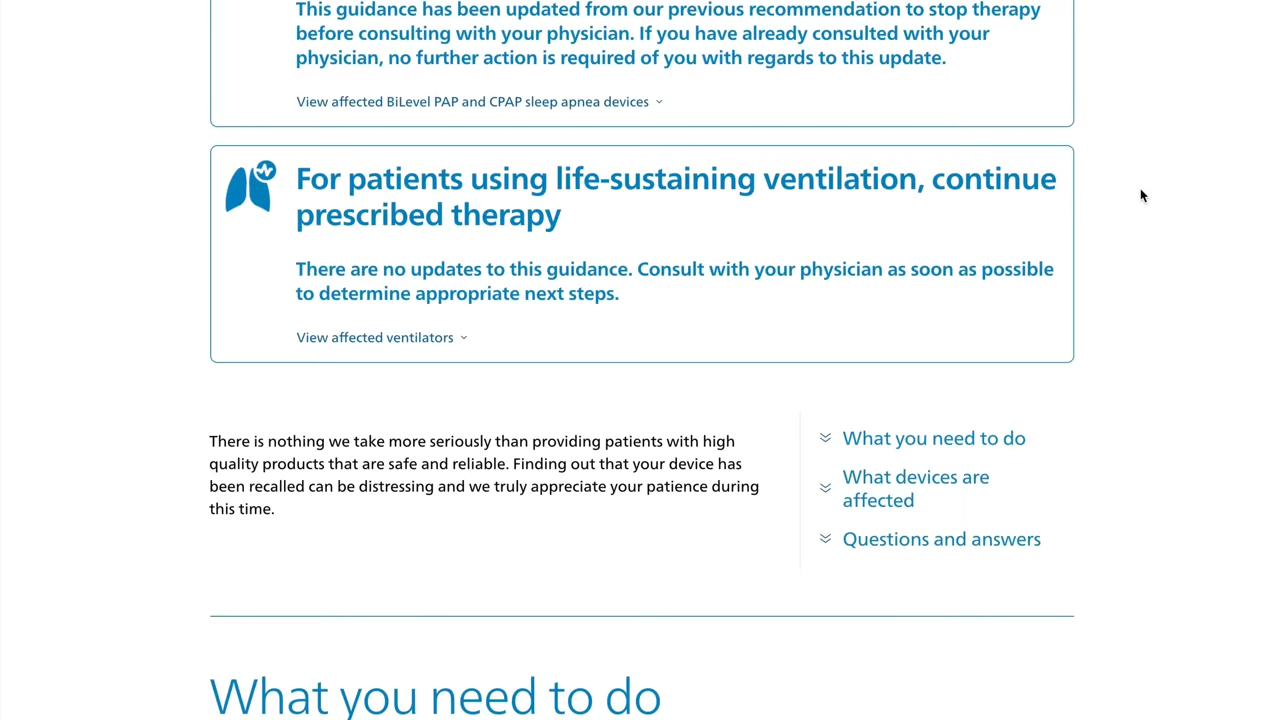 This guidance has been updated from our previous recommendation to stop therapy
before consulting with your physician. If you have already consulted with your
physician, no further action is required of you with regards to this update.
View affected BiLevel PAP and CPAP sleep apnea devices
For patients using life-sustaining ventilation, continue
prescribed therapy
There are no updates to this guidance. Consult with your physician as soon as possible
to determine appropriate next steps.
View affected ventilators
There is nothing we take more seriously than providing patients with high
quality products that are safe and reliable. Finding out that your device has
been recalled can be distressing and we truly appreciate your patience during
this time.
What you need to do
What devices are
affected
Questions and answers
What you need to do